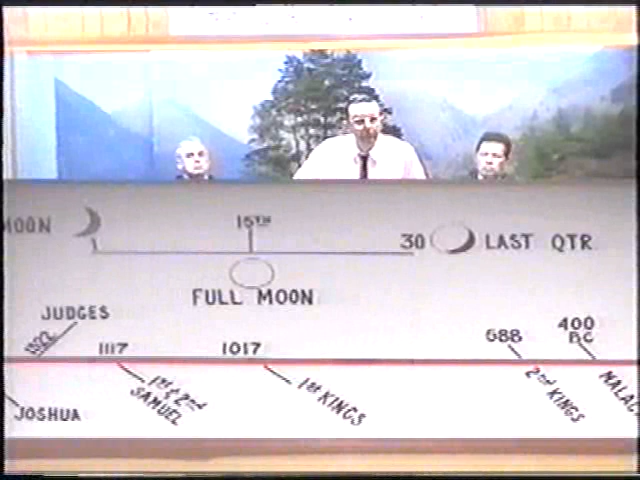 MOON
15TH
30
LAST QTR
FULL MOON
JUDGES
1117
1017
688
400
BC
JOSHUA
1st & 2nd
SAMUEL
1st KINGS
2nd KINGS
MALAC